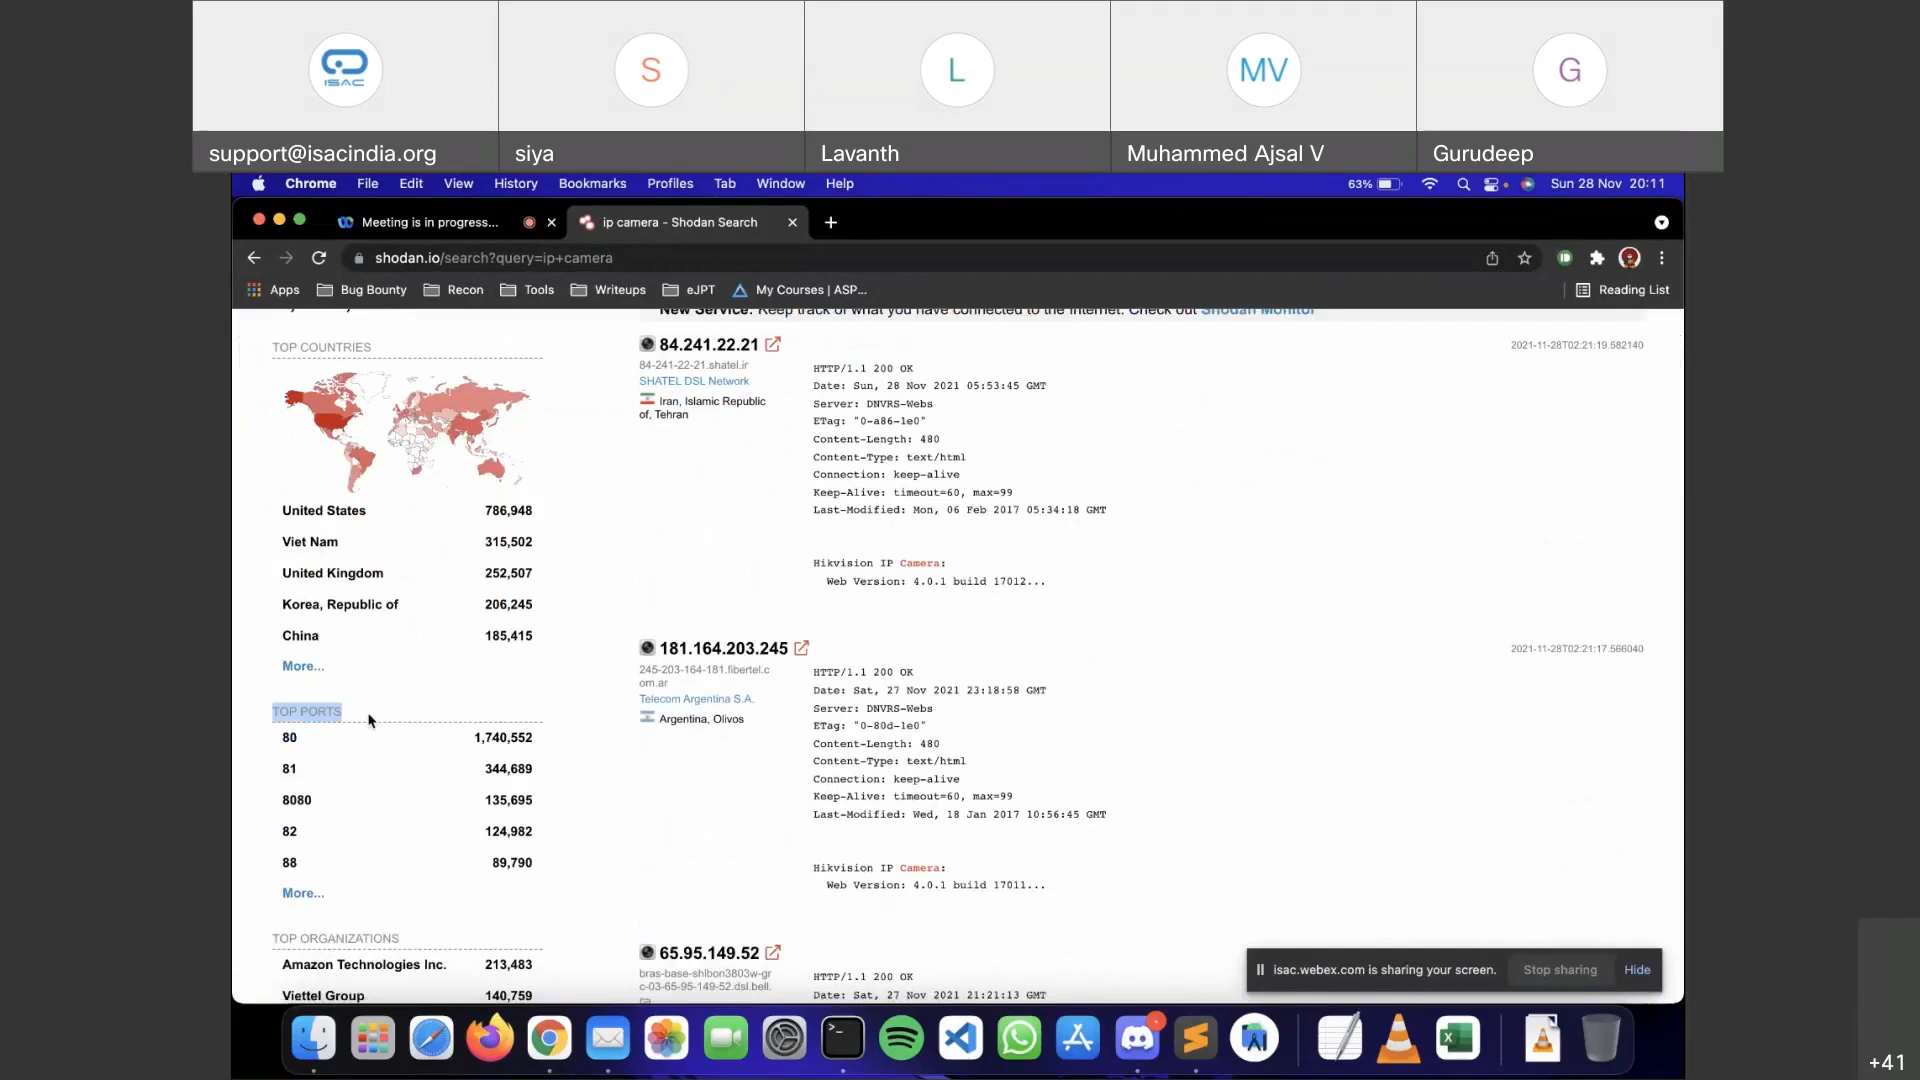 ISAC
S
L
MV
G
support@isacindia.org
siya
Lavanth
Muhammed Ajsal V
Gurudeep
Chrome File Edit View History Bookmarks Profiles Tab Window Help
63% Sun 28 Nov 20:11
Meeting is in progress...
ip camera - Shodan Search
shodan.io/search?query=ip+camera
Apps Bug Bounty Recon Tools Writeups eJPT My Courses | ASP...
Reading List
New Service: Keep track of what you have connected to the Internet. Check out Shodan Monitor
TOP COUNTRIES
United States 786,948
Viet Nam 315,502
United Kingdom 252,507
Korea, Republic of 206,245
China 185,415
More...
TOP PORTS
80 1,740,552
81 344,689
8080 135,695
82 124,982
88 89,790
More...
TOP ORGANIZATIONS
Amazon Technologies Inc. 213,483
Viettel Group 140,759
84.241.22.21
84-241-22-21.shatel.ir
SHATEL DSL Network
Iran, Islamic Republic
of, Tehran
2021-11-28T02:21:19.582140
HTTP/1.1 200 OK
Date: Sun, 28 Nov 2021 05:53:45 GMT
Server: DNVRS-Webs
ETag: "0-a86-1e0"
Content-Length: 480
Content-Type: text/html
Connection: keep-alive
Keep-Alive: timeout=60, max=99
Last-Modified: Mon, 06 Feb 2017 05:34:18 GMT
Hikvision IP Camera:
Web Version: 4.0.1 build 17012...
181.164.203.245
245-203-164-181.fibertel.c
om.ar
Telecom Argentina S.A.
Argentina, Olivos
2021-11-28T02:21:17.566040
HTTP/1.1 200 OK
Date: Sat, 27 Nov 2021 23:18:58 GMT
Server: DNVRS-Webs
ETag: "0-80d-1e0"
Content-Length: 480
Content-Type: text/html
Connection: keep-alive
Keep-Alive: timeout=60, max=99
Last-Modified: Wed, 18 Jan 2017 10:56:45 GMT
Hikvision IP Camera:
Web Version: 4.0.1 build 17011...
65.95.149.52
bras-base-shlbon3803w-gr
c-03-65-95-149-52.dsl.bell.
HTTP/1.1 200 OK
Date: Sat, 27 Nov 2021 21:21:13 GMT
isac.webex.com is sharing your screen.
Stop sharing
Hide
+41